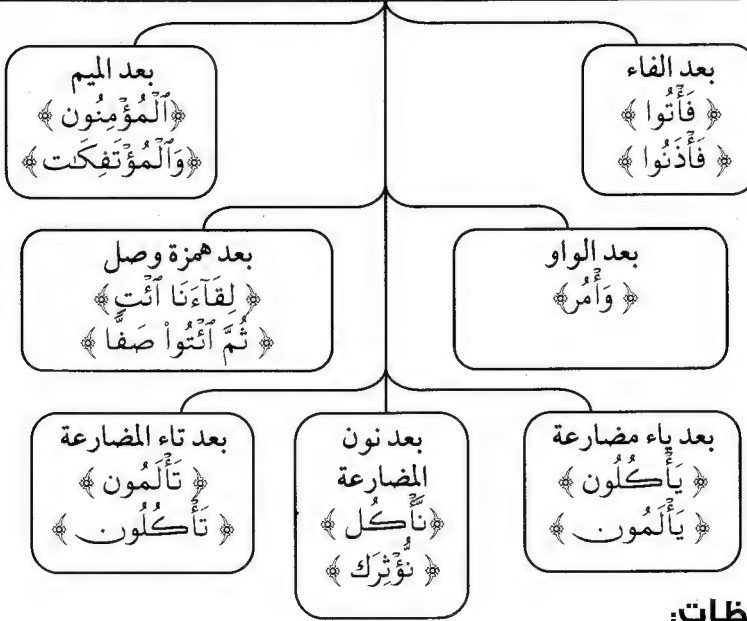 بعد الفاء
﴿ فَأْتُوا ﴾
﴿ فَأْذَنُوا ﴾
بعد الميم
﴿ٱلْمُؤْمِنُون ﴾
﴿وَٱلْمُؤْتَفِكَـٰت﴾
بعد الواو
﴿ وَأْمُر﴾
بعد همزة وصل
﴿ لِقَآءَنَا ٱئْتِ﴾
﴿ ثُمَّ ٱئْتُواْ صَفًّا ﴾
بعد ياء مضارعة
﴿ يَأْكُلُون ﴾
﴿ يَأْلَمُون ﴾
بعد نون
المضارعة
﴿نَّأْكُل ﴾
﴿ نُّؤْثِرَك ﴾
بعد تاء المضارعة
﴿ تَأْلَمُون ﴾
﴿ تَأْكُلُون ﴾